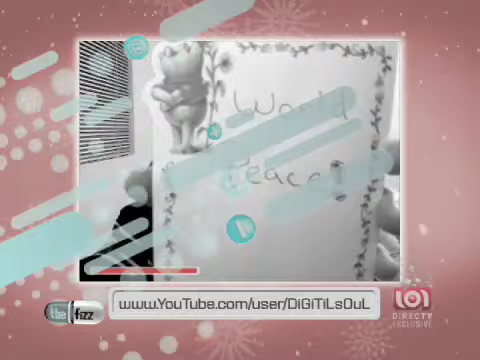 World
Peace!
www.YouTube.com/user/DiGiTiLsOuL
the fizz
101
DIRECTV
EXCLUSIVE